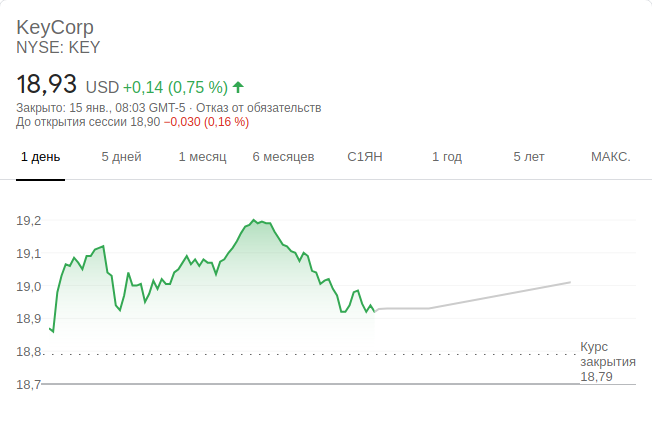 KeyCorp
NYSE: KEY
18,93 USD +0,14 (0,75 %)
Закрыто: 15 янв., 08:03 GMT-5 · Отказ от обязательств
До открытия сессии 18,90 −0,030 (0,16 %)
1 день 5 дней 1 месяц 6 месяцев С1ЯН 1 год 5 лет МАКС.
19,2
19,1
19,0
18,9
18,8
18,7
Курс
закрытия
18,79